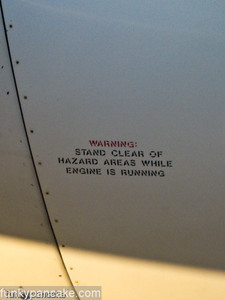 WARNING:
STAND CLEAR OF
HAZARD AREAS WHILE
ENGINE IS RUNNING
funkypancake.com